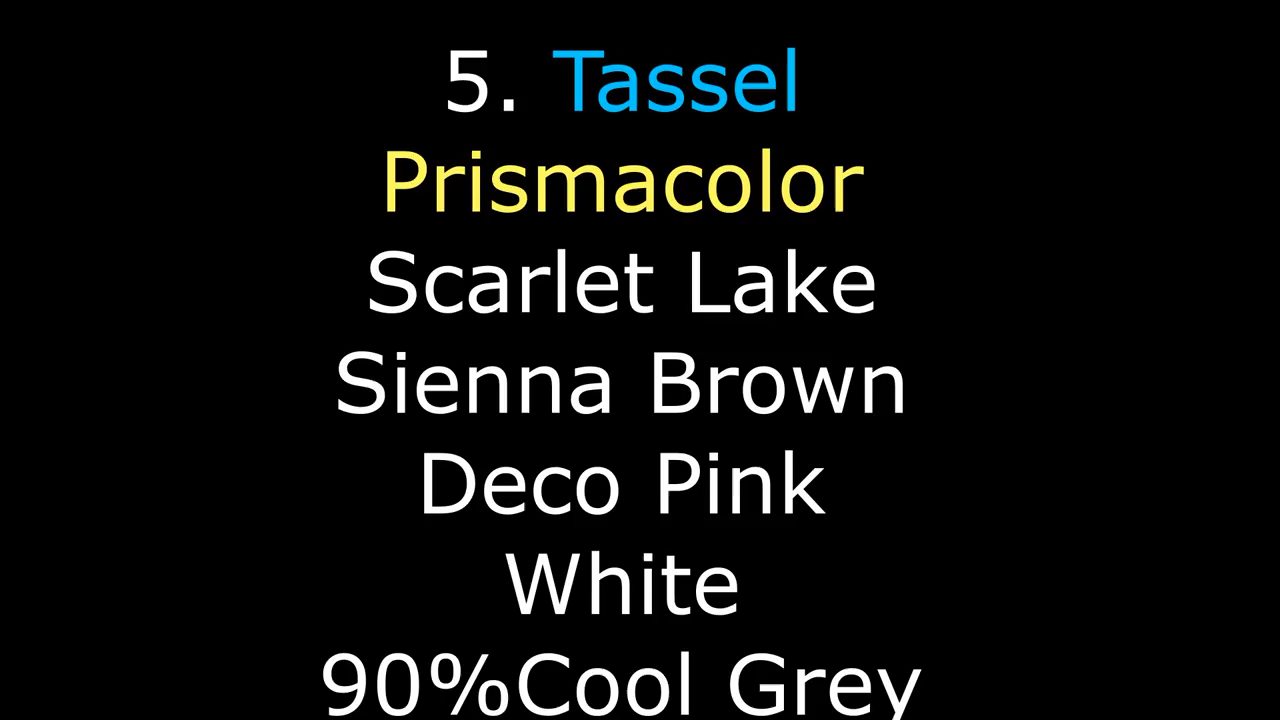 5. Tassel
Prismacolor
Scarlet Lake
Sienna Brown
Deco Pink
White
90%Cool Grey